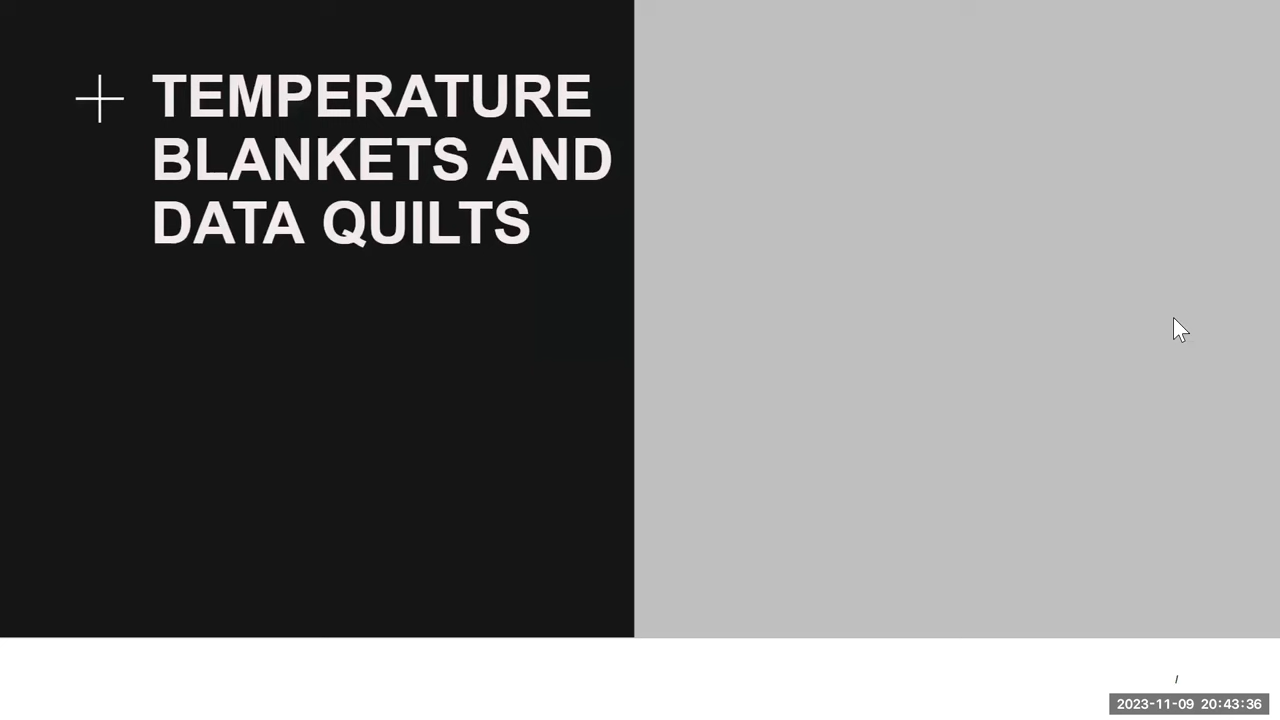 TEMPERATURE
BLANKETS AND
DATA QUILTS
/
2023-11-09 20:43:36